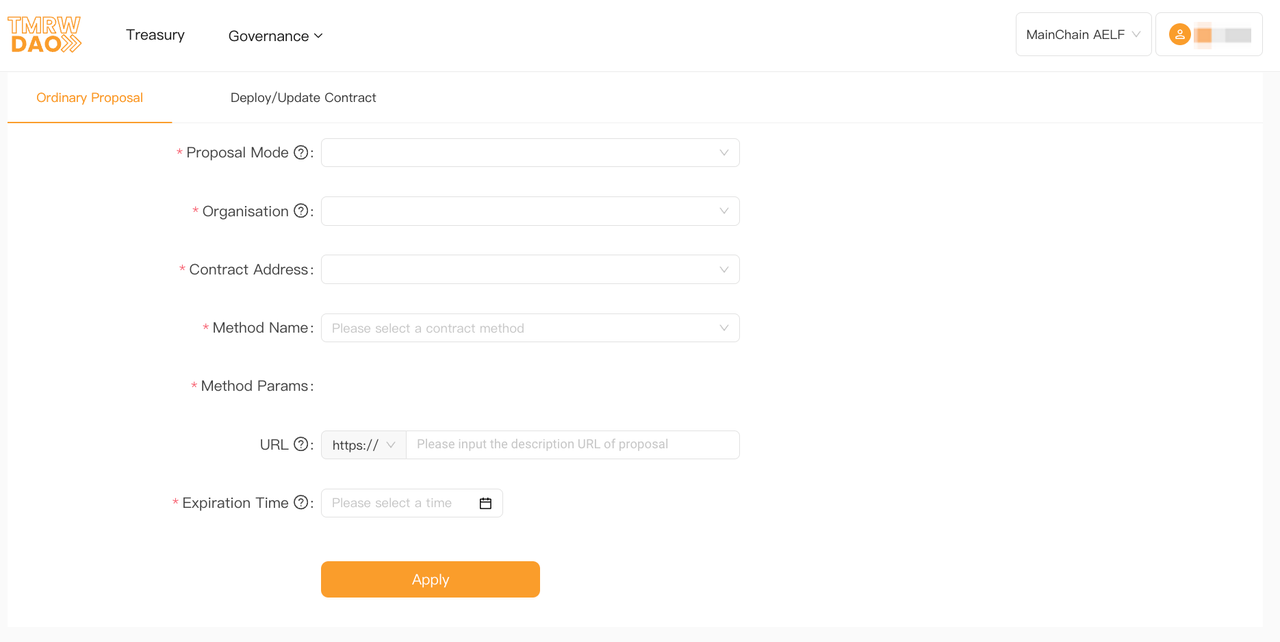 TMRW
DAO
Treasury
Governance
MainChain AELF
Ordinary Proposal
Deploy/Update Contract
* Proposal Mode ? :
* Organisation ? :
* Contract Address :
* Method Name : Please select a contract method
* Method Params :
URL ? : https:// Please input the description URL of proposal
* Expiration Time ? : Please select a time
Apply